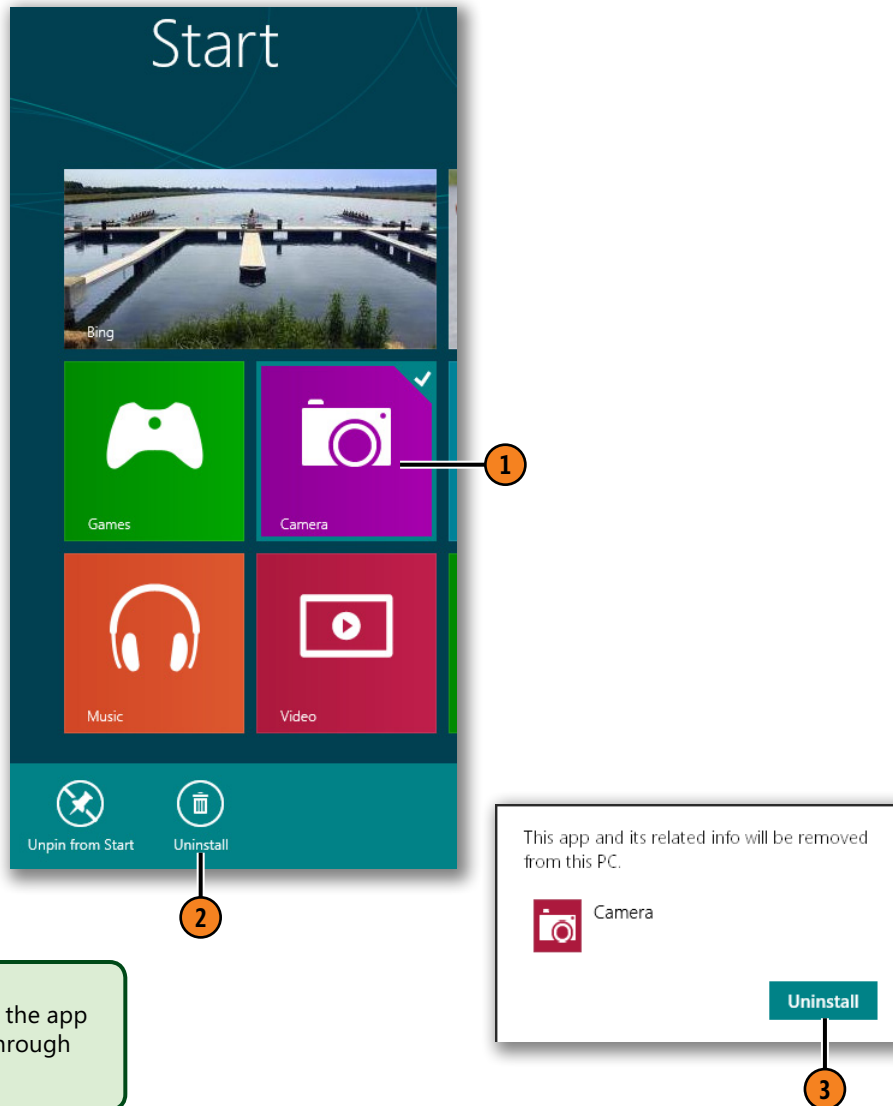 Start
Bing
Games
Camera
1
Music
Video
Unpin from Start
Uninstall
2
This app and its related info will be removed
from this PC.
Camera
Uninstall
3
the app
hrough